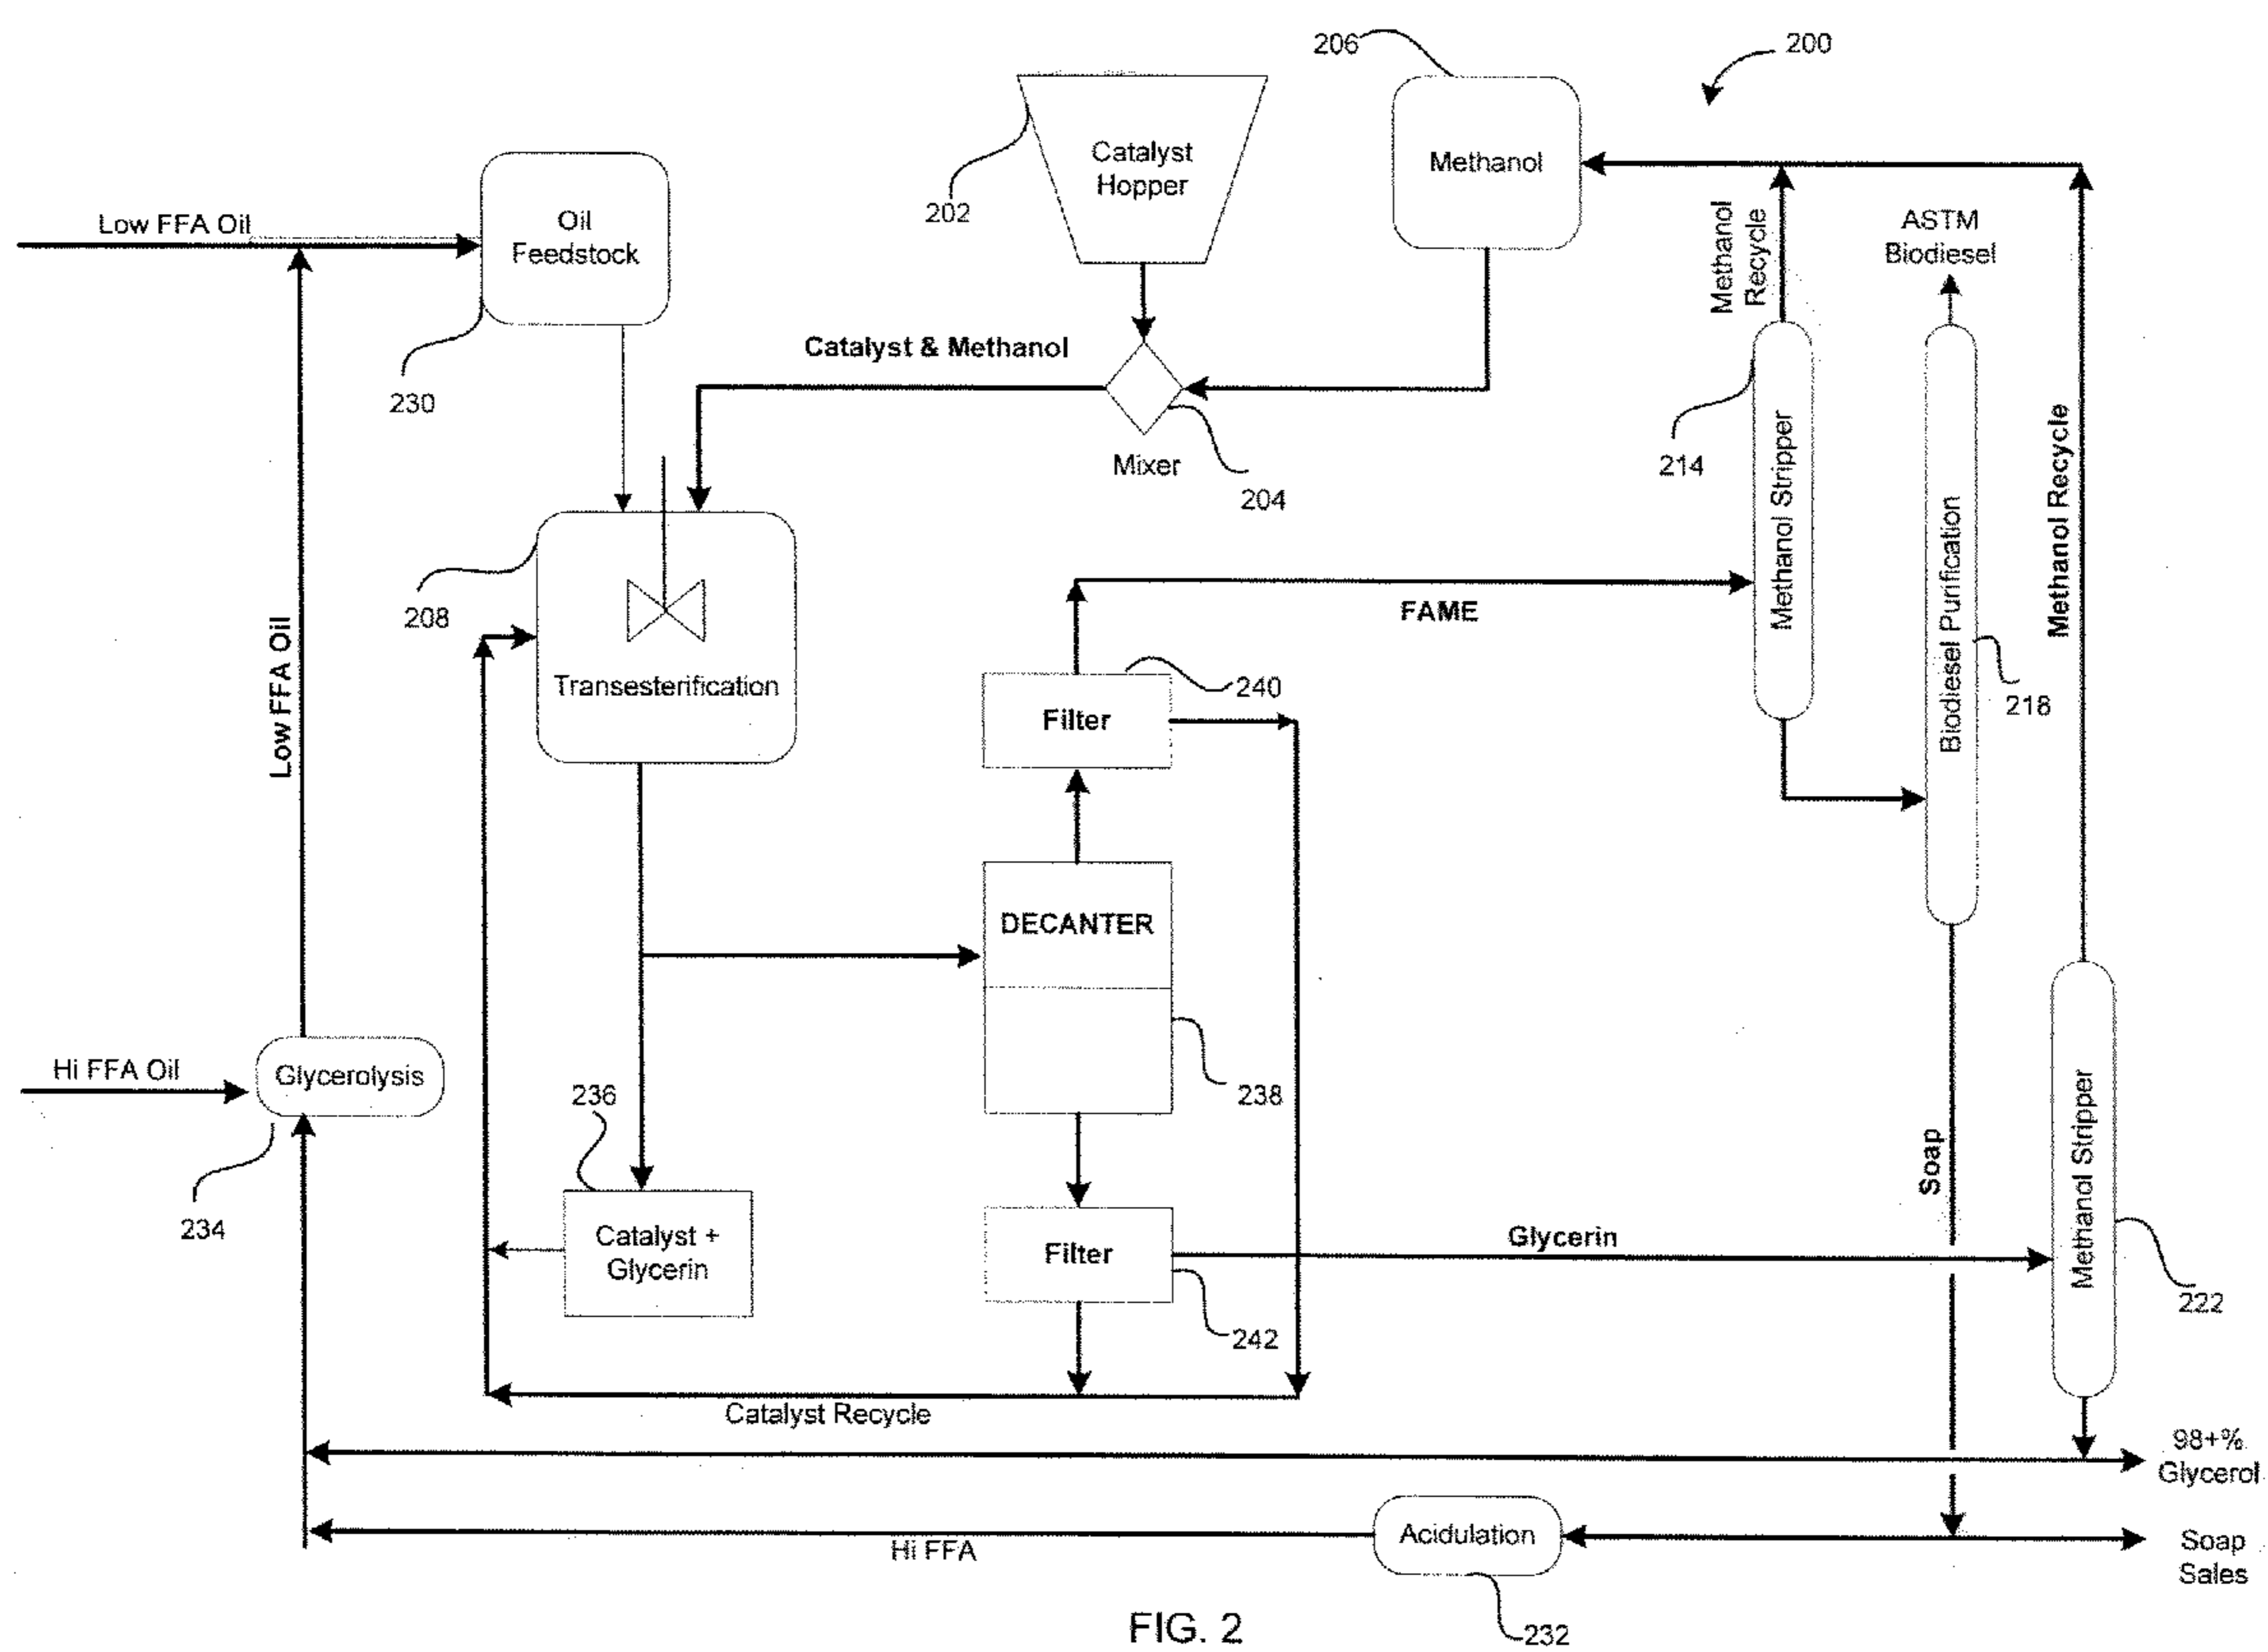 206
200
Catalyst
Hopper
Methanol
202
Low FFA Oil
Oil
Feedstock
Methanol
Recycle
ASTM
Biodiesel
230
Catalyst & Methanol
Mixer
204
214
Methanol Stripper
Biodiesel Purification
Methanol Recycle
208
Transesterification
FAME
240
Filter
218
Low FFA Oil
DECANTER
Hi FFA Oil
Glycerolysis
236
238
234
Catalyst +
Glycerin
Filter
Glycerin
Soap
Methanol Stripper
222
242
Catalyst Recycle
98+%
Glycerol
Acidulation
Hi FFA
Soap
Sales
FIG. 2
232